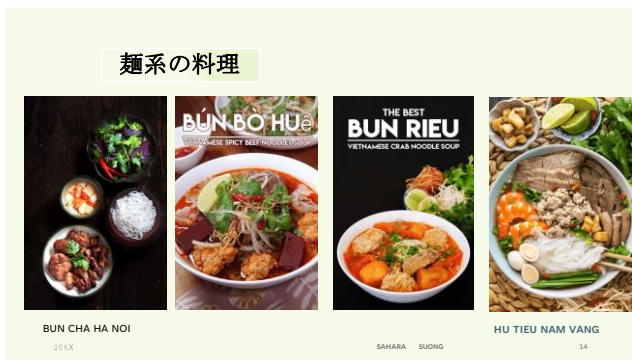 麺系の料理
BÚN BÒ HUế
VIETNAMESE SPICY BEEF NOODLES SOUP
THE BEST
BUN RIEU
VIETNAMESE CRAB NOODLE SOUP
BUN CHA HA NOI
HU TIEU NAM VANG
20XX
SAHARA SUONG
14